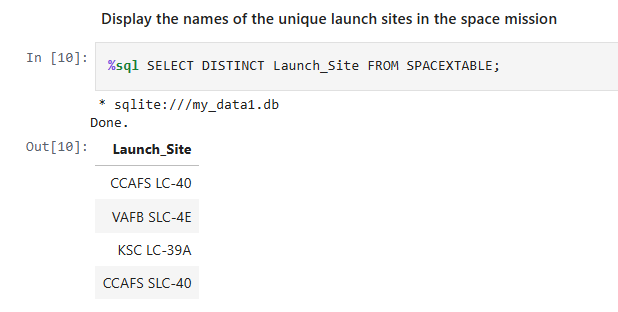 Display the names of the unique launch sites in the space mission
In [10]: %sql SELECT DISTINCT Launch_Site FROM SPACEXTABLE;
* sqlite:///my_data1.db
Done.
Out[10]: Launch_Site
CCAFS LC-40
VAFB SLC-4E
KSC LC-39A
CCAFS SLC-40